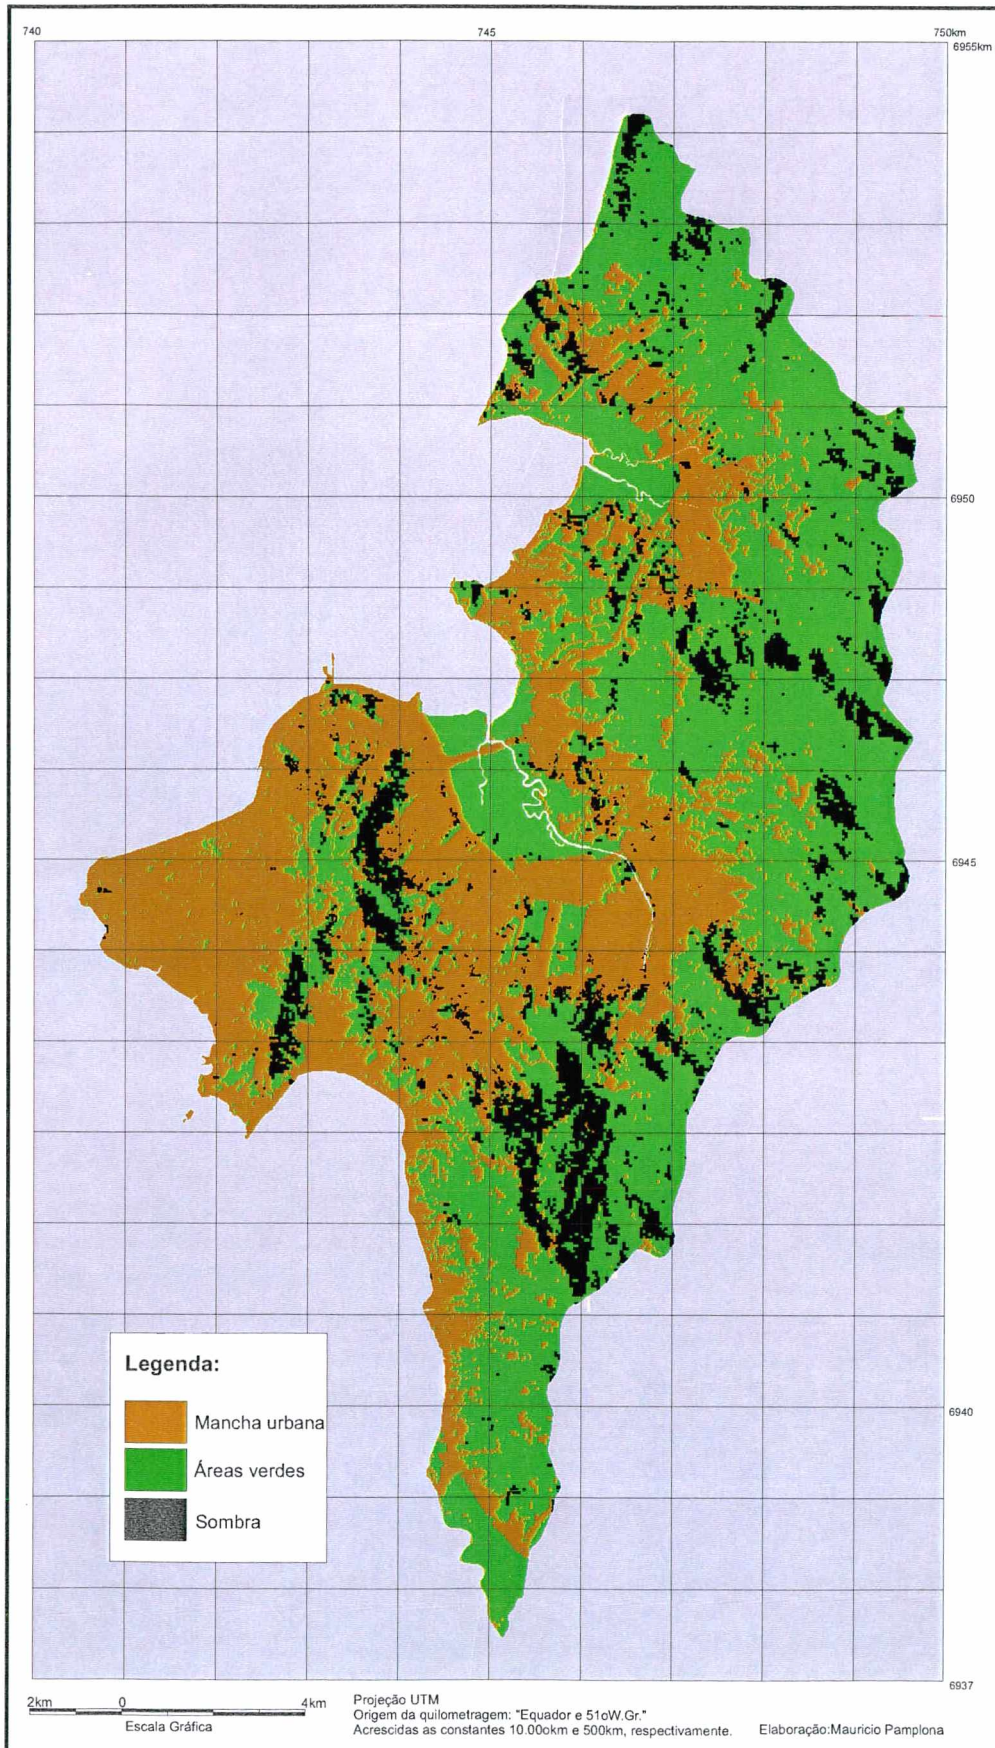 740
745
750km
6955km
6950
6945
6940
6937
Legenda:
Mancha urbana
Áreas verdes
Sombra
2km
0
4km
Escala Gráfica
Projeção UTM
Origem da quilometragem: "Equador e 51oW.Gr."
Acrescidas as constantes 10.00okm e 500km, respectivamente.
Elaboração:Mauricio Pamplona